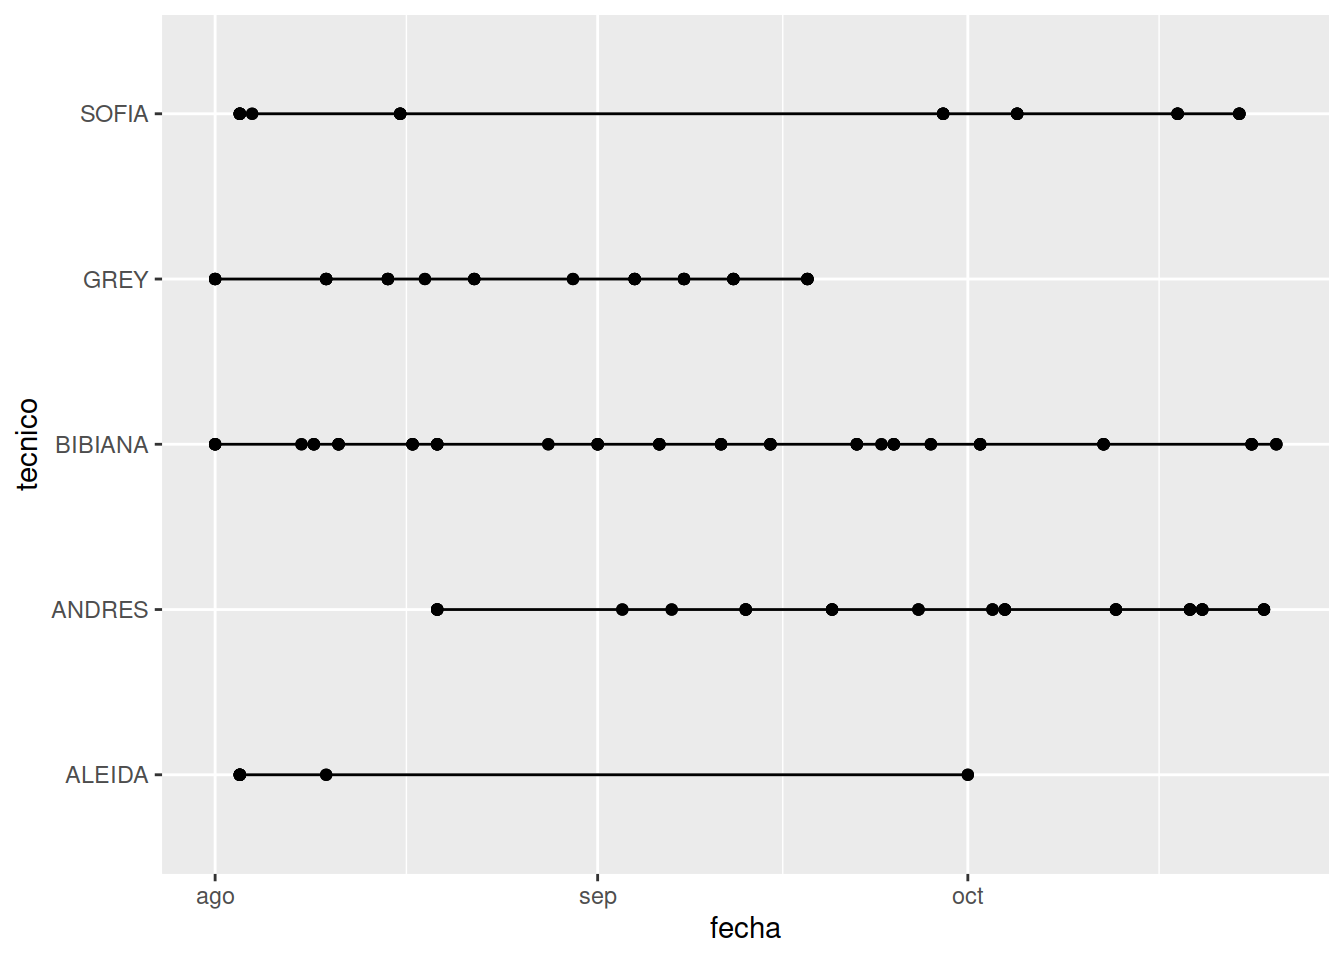 SOFIA
GREY
BIBIANA
ANDRES
ALEIDA
tecnico
ago sep oct
fecha